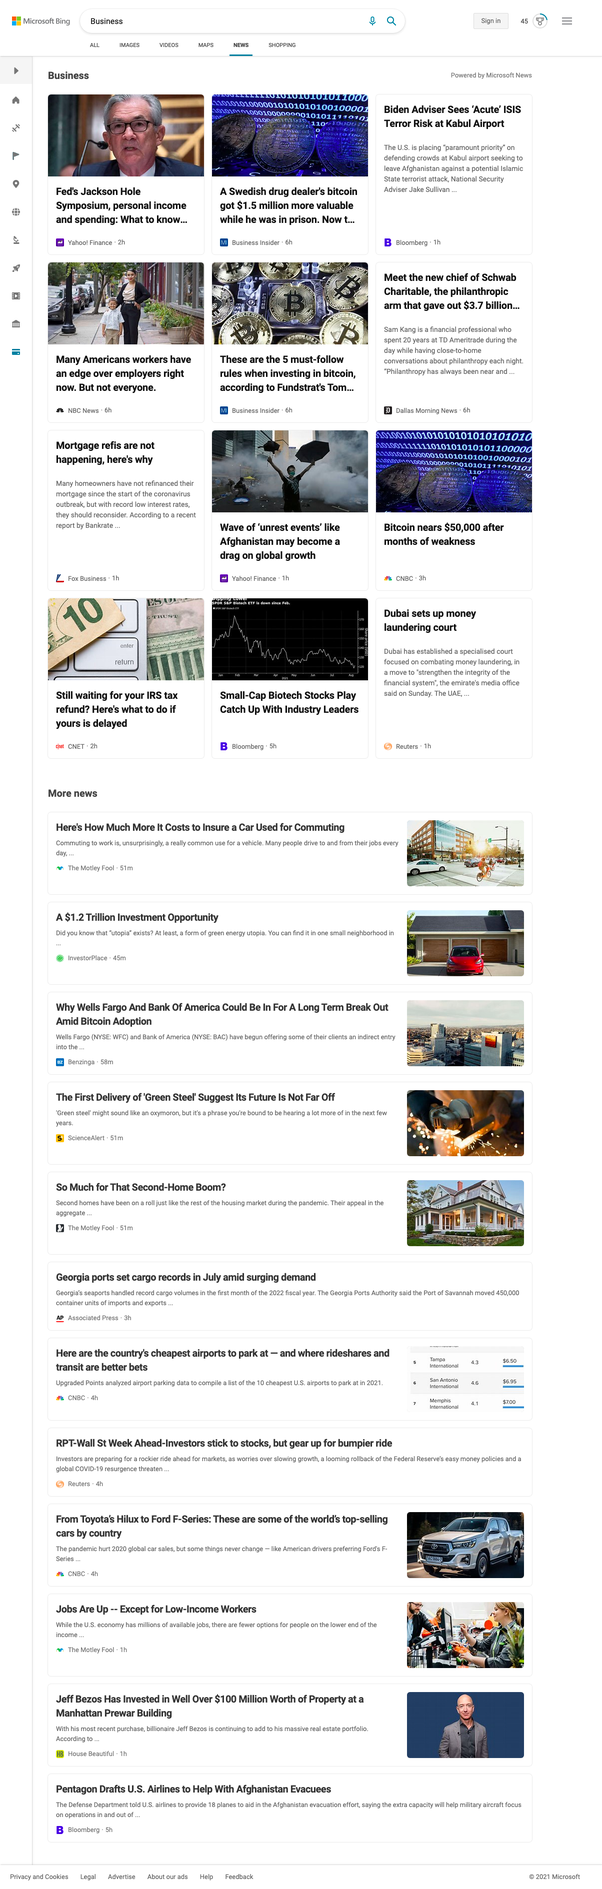 Microsoft Bing
Business
Sign in
45
ALL IMAGES VIDEOS MAPS NEWS SHOPPING
Business
Powered by Microsoft News
Fed's Jackson Hole
Symposium, personal income
and spending: What to know...
Yahoo! Finance · 2h
A Swedish drug dealer's bitcoin
got $1.5 million more valuable
while he was in prison. Now t...
Business Insider · 6h
Biden Adviser Sees 'Acute' ISIS
Terror Risk at Kabul Airport
The U.S. is placing "paramount priority" on
defending crowds at Kabul airport seeking to
leave Afghanistan against a potential Islamic
State terrorist attack, National Security
Adviser Jake Sullivan ...
Bloomberg · 1h
Many Americans workers have
an edge over employers right
now. But not everyone.
NBC News · 6h
These are the 5 must-follow
rules when investing in bitcoin,
according to Fundstrat's Tom...
Business Insider · 6h
Meet the new chief of Schwab
Charitable, the philanthropic
arm that gave out $3.7 billion...
Sam Kang is a financial professional who
spent 20 years at TD Ameritrade during the
day while having close-to-home
conversations about philanthropy each night.
"Philanthropy has always been near and ...
Dallas Morning News · 6h
Mortgage refis are not
happening, here's why
Many homeowners have not refinanced their
mortgage since the start of the coronavirus
outbreak, but with record low interest rates,
they should reconsider. According to a recent
report by Bankrate ...
Fox Business · 1h
Wave of 'unrest events' like
Afghanistan may become a
drag on global growth
Yahoo! Finance · 1h
Bitcoin nears $50,000 after
months of weakness
CNBC · 3h
10
enter
return
Still waiting for your IRS tax
refund? Here's what to do if
yours is delayed
CNET · 2h
Small-Cap Biotech Stocks Play
Catch Up With Industry Leaders
Bloomberg · 5h
Dubai sets up money
laundering court
Dubai has established a specialised court
focused on combating money laundering, in
a move to "strengthen the integrity of the
financial system", the emirate's media office
said on Sunday. The UAE, ...
Reuters · 1h
More news
Here's How Much More It Costs to Insure a Car Used for Commuting
Commuting to work is, unsurprisingly, a really common use for a vehicle. Many people drive to and from their jobs every
day, ...
The Motley Fool · 51m
A $1.2 Trillion Investment Opportunity
Did you know that "utopia" exists? At least, a form of green energy utopia. You can find it in one small neighborhood in
...
InvestorPlace · 45m
Why Wells Fargo And Bank Of America Could Be In For A Long Term Break Out
Amid Bitcoin Adoption
Wells Fargo (NYSE: WFC) and Bank of America (NYSE: BAC) have begun offering some of their clients an indirect entry
into the ...
Benzinga · 58m
The First Delivery of 'Green Steel' Suggest Its Future Is Not Far Off
'Green steel' might sound like an oxymoron, but it's a phrase you're bound to be hearing a lot more of in the next few
years.
ScienceAlert · 51m
So Much for That Second-Home Boom?
Second homes have been on a roll just like the rest of the housing market during the pandemic. Their appeal in the
aggregate ...
The Motley Fool · 51m
Georgia ports set cargo records in July amid surging demand
Georgia's seaports handled record cargo volumes in the first month of the 2022 fiscal year. The Georgia Ports Authority said the Port of Savannah moved 450,000
container units of imports and exports ...
Associated Press · 3h
Here are the country's cheapest airports to park at — and where rideshares and
transit are better bets
Upgraded Points analyzed airport parking data to compile a list of the 10 cheapest U.S. airports to park at in 2021.
CNBC · 4h
5 Tampa International 4.3 $6.50
6 San Antonio International 4.6 $6.95
7 Memphis International 4.1 $7.00
RPT-Wall St Week Ahead-Investors stick to stocks, but gear up for bumpier ride
Investors are preparing for a rockier ride ahead for markets, as worries over slowing growth, a looming rollback of the Federal Reserve's easy money policies and a
global COVID-19 resurgence threaten ...
Reuters · 4h
From Toyota's Hilux to Ford F-Series: These are some of the world's top-selling
cars by country
The pandemic hurt 2020 global car sales, but some things never change — like American drivers preferring Ford's F-
Series ...
CNBC · 4h
Jobs Are Up -- Except for Low-Income Workers
While the U.S. economy has millions of available jobs, there are fewer options for people on the lower end of the
income ...
The Motley Fool · 1h
Jeff Bezos Has Invested in Well Over $100 Million Worth of Property at a
Manhattan Prewar Building
With his most recent purchase, billionaire Jeff Bezos is continuing to add to his massive real estate portfolio.
According to ...
House Beautiful · 1h
Pentagon Drafts U.S. Airlines to Help With Afghanistan Evacuees
The Defense Department told U.S. airlines to provide 18 planes to aid in the Afghanistan evacuation effort, saying the extra capacity will help military aircraft focus
on operations in and out of ...
Bloomberg · 5h
Privacy and Cookies Legal Advertise About our ads Help Feedback
© 2021 Microsoft